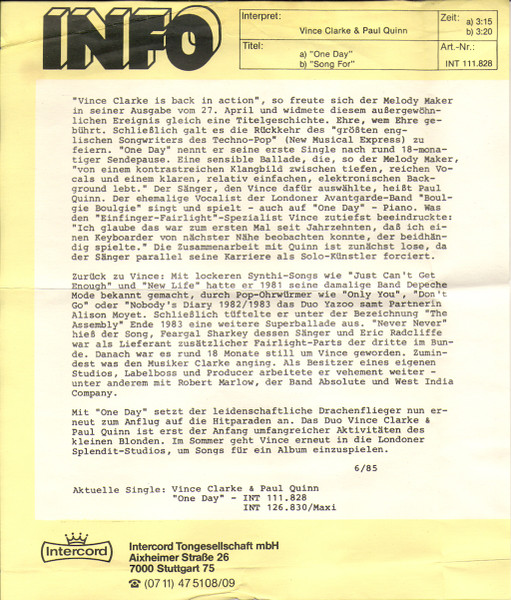 INFO
Interpret:
Vince Clarke & Paul Quinn
Zeit: a) 3:15
b) 3:20
Titel:
a) "One Day"
b) "Song For"
Art.-Nr.:
INT 111.828
"Vince Clarke is back in action", so freute sich der Melody Maker
in seiner Ausgabe vom 27. April und widmete diesem außergewöhn-
lichen Ereignis gleich eine Titelgeschichte. Ehre, wem Ehre ge-
bührt. Schließlich galt es die Rückkehr des "größten eng-
lischen Songwriters des Techno-Pop" (New Musical Express) zu
feiern. "One Day" nennt er seine erste Single nach rund 18-mona-
tiger Sendepause. Eine sensible Ballade, die, so der Melody Maker,
"von einem kontrastreichen Klangbild zwischen tiefen, reichen Vo-
cals und einem klaren, relativ einfachen, elektronischen Back-
ground lebt." Der Sänger, den Vince dafür auswählte, heißt Paul
Quinn. Der ehemalige Vocalist der Londoner Avantgarde-Band "Boul-
gie Boulgie" singt und spielt - auch auf "One Day" - Piano. Was
den "Einfinger-Fairlight"-Spezialist Vince zutiefst beeindruckte:
"Ich glaube das war zum ersten Mal seit Jahrzehnten, daß ich ei-
nen Keyboarder von nächster Nähe beobachten konnte, der beidhän-
dig spielte." Die Zusammenarbeit mit Quinn ist zunächst lose, da
der Sänger parallel seine Karriere als Solo-Künstler forciert.
Zurück zu Vince: Mit lockeren Synthi-Songs wie "Just Can't Get
Enough" und "New Life" hatte er 1981 seine damalige Band Depeche
Mode bekannt gemacht, durch Pop-Ohrwürmer wie "Only You", "Don't
Go" oder "Nobody's Diary 1982/1983 das Duo Yazoo samt Partnerin
Alison Moyet. Schließlich tüftelte er unter der Bezeichnung "The
Assembly" Ende 1983 eine weitere Superballade aus. "Never Never"
hieß der Song, Feargal Sharkey dessen Sänger und Eric Radcliffe
war als Lieferant zusätzlicher Fairlight-Parts der dritte im Bun-
de. Danach war es rund 18 Monate still um Vince geworden. Zumin-
dest was den Musiker Clarke anging. Als Besitzer eines eigenen
Studios, Labelboss und Producer arbeitete er vehement weiter -
unter anderem mit Robert Marlow, der Band Absolute und West India
Company.
Mit "One Day" setzt der leidenschaftliche Drachenflieger nun er-
neut zum Anflug auf die Hitparaden an. Das Duo Vince Clarke &
Paul Quinn ist erst der Anfang umfangreicher Aktivitäten des
kleinen Blonden. Im Sommer geht Vince erneut in die Londoner
Splendit-Studios, um Songs für ein Album einzuspielen.
6/85
Aktuelle Single: Vince Clarke & Paul Quinn
"One Day" - INT 111.828
INT 126.830/Maxi
Intercord
Intercord Tongesellschaft mbH
Aixheimer Straße 26
7000 Stuttgart 75
☎ (07 11) 47 51 08/09